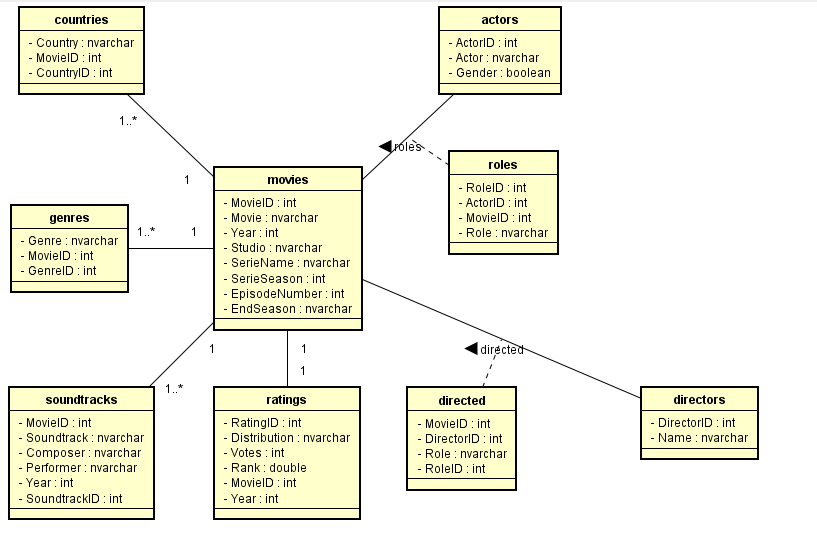 countries
- Country : nvarchar
- MovieID : int
- CountryID : int
actors
- ActorID : int
- Actor : nvarchar
- Gender : boolean
1..*
1
roles
roles
- RoleID : int
- ActorID : int
- MovieID : int
- Role : nvarchar
movies
- MovieID : int
- Movie : nvarchar
- Year : int
- Studio : nvarchar
- SerieName : nvarchar
- SerieSeason : int
- EpisodeNumber : int
- EndSeason : nvarchar
genres
- Genre : nvarchar
- MovieID : int
- GenreID : int
1..*
1
1
1..*
1
1
directed
soundtracks
- MovieID : int
- Soundtrack : nvarchar
- Composer : nvarchar
- Performer : nvarchar
- Year : int
- SoundtrackID : int
ratings
- RatingID : int
- Distribution : nvarchar
- Votes : int
- Rank : double
- MovieID : int
- Year : int
directed
- MovieID : int
- DirectorID : int
- Role : nvarchar
- RoleID : int
directors
- DirectorID : int
- Name : nvarchar